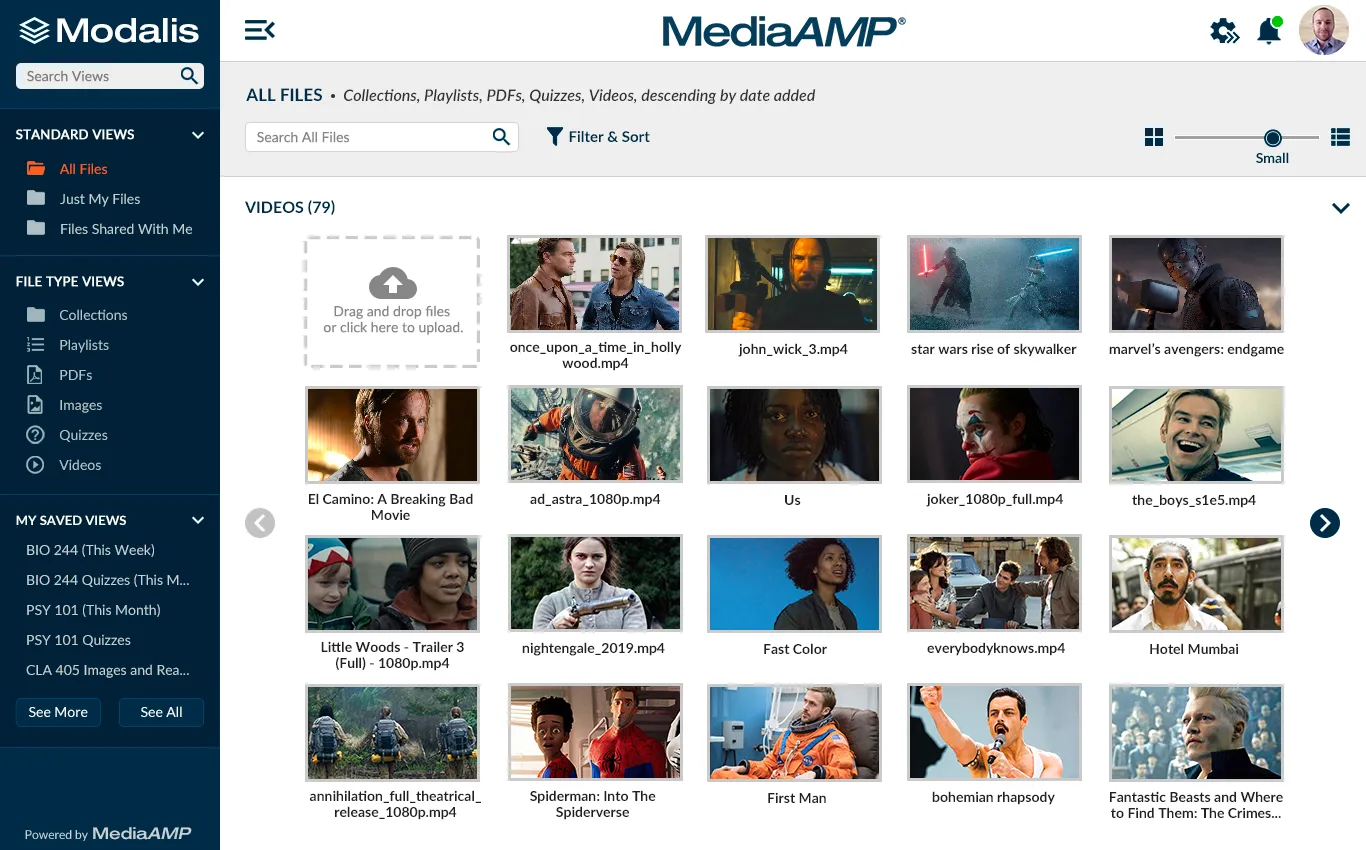 Modalis
Search Views
STANDARD VIEWS
All Files
Just My Files
Files Shared With Me
FILE TYPE VIEWS
Collections
Playlists
PDFs
Images
Quizzes
Videos
MY SAVED VIEWS
BIO 244 (This Week)
BIO 244 Quizzes (This M...
PSY 101 (This Month)
PSY 101 Quizzes
CLA 405 Images and Rea...
See More
See All
Powered by MediaAMP
MediaAMP®
ALL FILES • Collections, Playlists, PDFs, Quizzes, Videos, descending by date added
Search All Files
Filter & Sort
Small
VIDEOS (79)
Drag and drop files
or click here to upload.
once_upon_a_time_in_holly
wood.mp4
john_wick_3.mp4
star wars rise of skywalker
marvel’s avengers: endgame
El Camino: A Breaking Bad
Movie
ad_astra_1080p.mp4
Us
joker_1080p_full.mp4
the_boys_s1e5.mp4
Little Woods - Trailer 3
(Full) - 1080p.mp4
nightengale_2019.mp4
Fast Color
everybodyknows.mp4
Hotel Mumbai
annihilation_full_theatrical_
release_1080p.mp4
Spiderman: Into The
Spiderverse
First Man
bohemian rhapsody
Fantastic Beasts and Where
to Find Them: The Crimes...